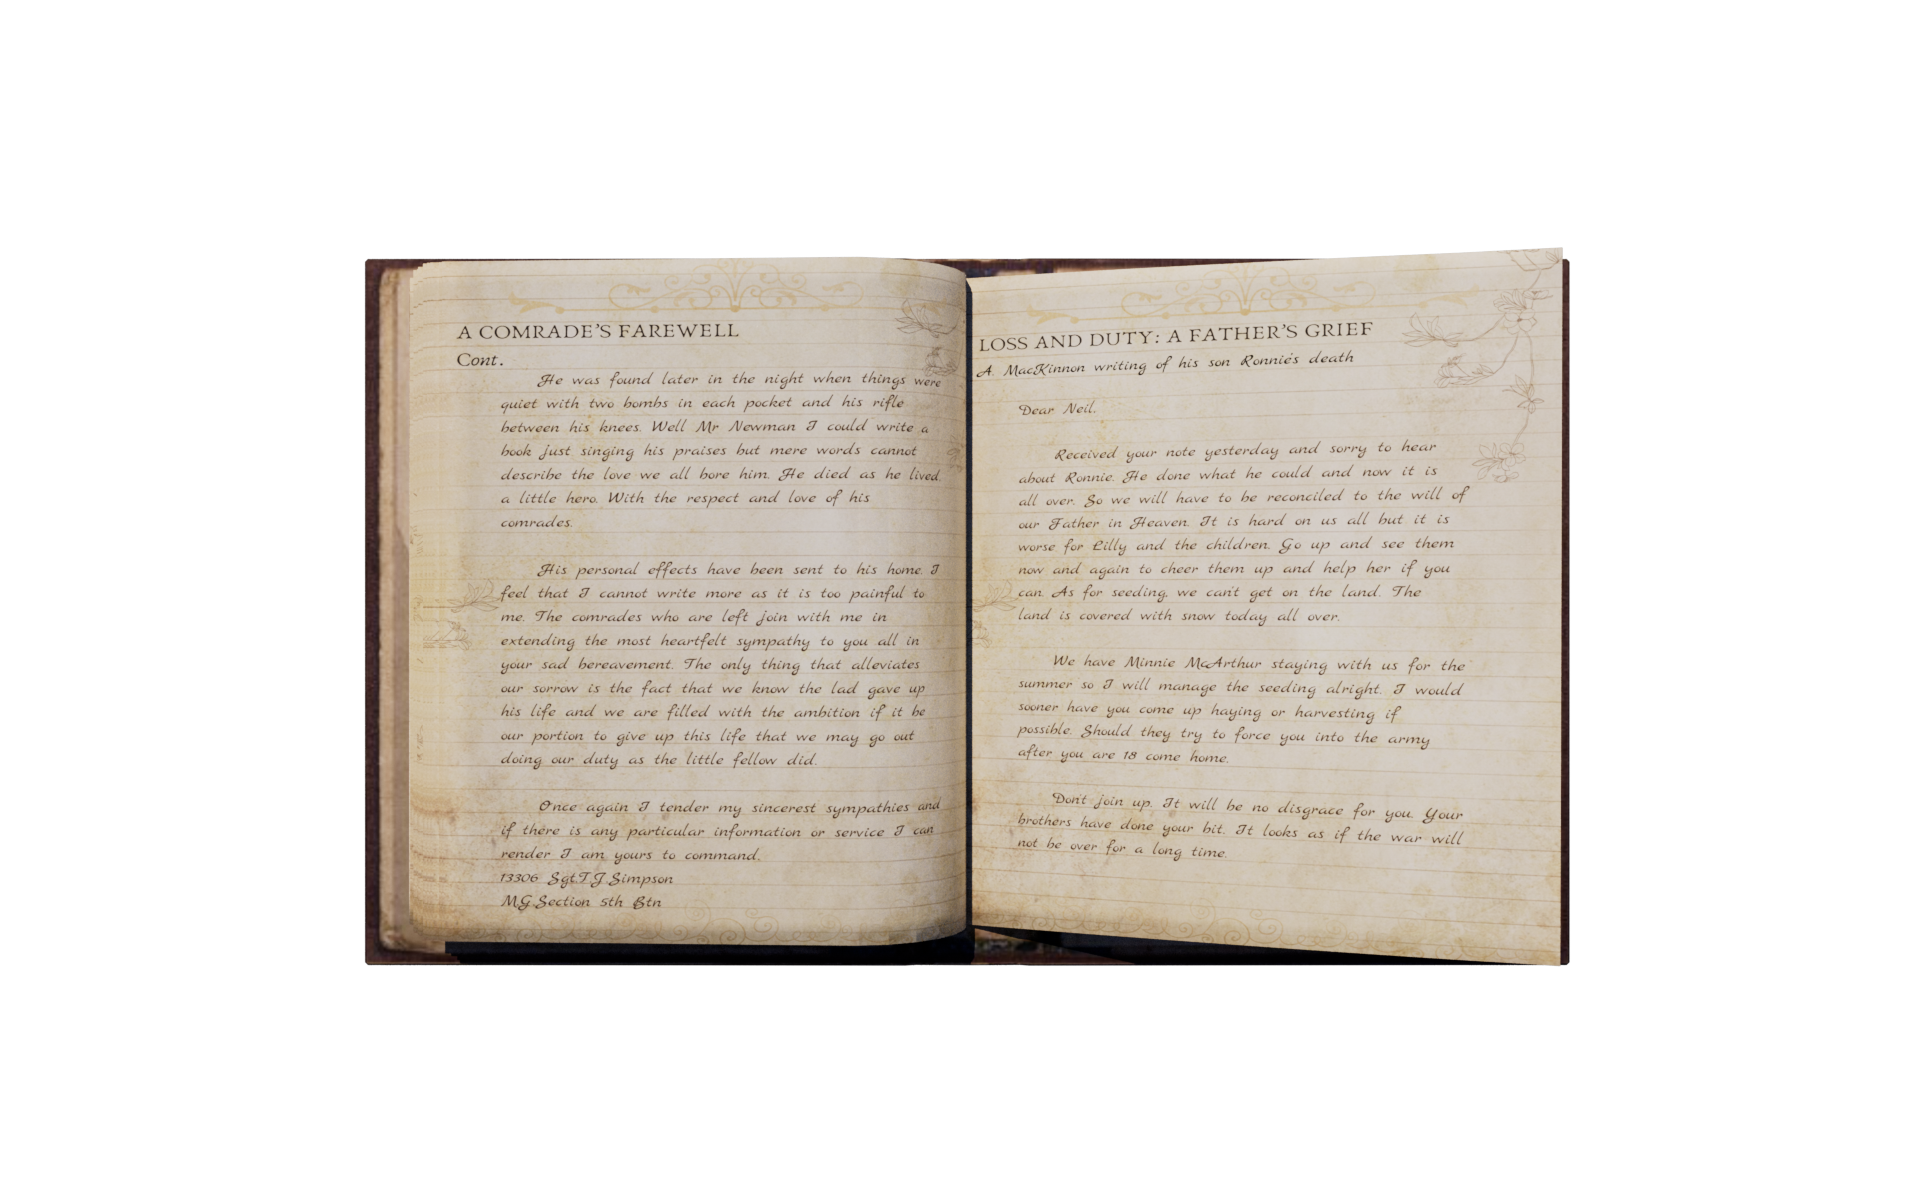 A COMRADE'S FAREWELL
Cont.
He was found later in the night when things were
quiet with two bombs in each pocket and his rifle
between his knees. Well Mr Newman I could write a
book just singing his praises but mere words cannot
describe the love we all bore him. He died as he lived,
a little hero. With the respect and love of his
comrades.
His personal effects have been sent to his home. I
feel that I cannot write more as it is too painful to
me. The comrades who are left join with me in
extending the most heartfelt sympathy to you all in
your sad bereavement. The only thing that alleviates
our sorrow is the fact that we know the lad gave up
his life and we are filled with the ambition if it be
our portion to give up this life that we may go out
doing our duty as the little fellow did.
Once again I tender my sincerest sympathies and
if there is any particular information or service I can
render I am yours to command.
13306 Sgt.T.J.Simpson
M.G.Section 5th Btn
LOSS AND DUTY: A FATHER'S GRIEF
A. MacKinnon writing of his son Ronnie's death
Dear Neil,
Received your note yesterday and sorry to hear
about Ronnie. He done what he could and now it is
all over. So we will have to be reconciled to the will of
our Father in Heaven. It is hard on us all but it is
worse for Lilly and the children. Go up and see them
now and again to cheer them up and help her if you
can. As for seeding, we can't get on the land. The
land is covered with snow today all over.
We have Minnie McArthur staying with us for the
summer so I will manage the seeding alright. I would
sooner have you come up haying or harvesting if
possible. Should they try to force you into the army
after you are 18 come home.
Don't join up. It will be no disgrace for you. Your
brothers have done your bit. It looks as if the war will
not be over for a long time.